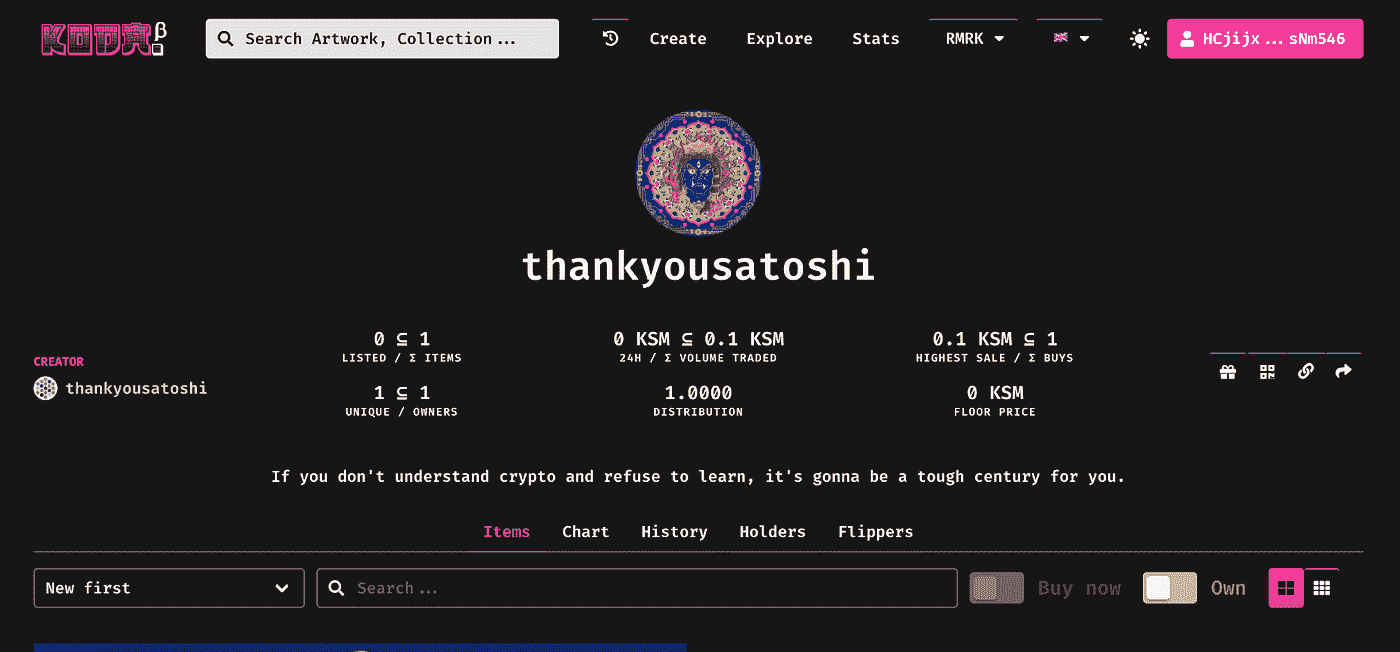 KODA β
Search Artwork, Collection...
Create
Explore
Stats
RMRK
HCjijx...sNm546
thankyousatoshi
CREATOR
thankyousatoshi
0 ⊆ 1
LISTED / Σ ITEMS
0 KSM ⊆ 0.1 KSM
24H / Σ VOLUME TRADED
0.1 KSM ⊆ 1
HIGHEST SALE / Σ BUYS
1 ⊆ 1
UNIQUE / OWNERS
1.0000
DISTRIBUTION
0 KSM
FLOOR PRICE
If you don't understand crypto and refuse to learn, it's gonna be a tough century for you.
Items
Chart
History
Holders
Flippers
New first
Search...
Buy now
Own